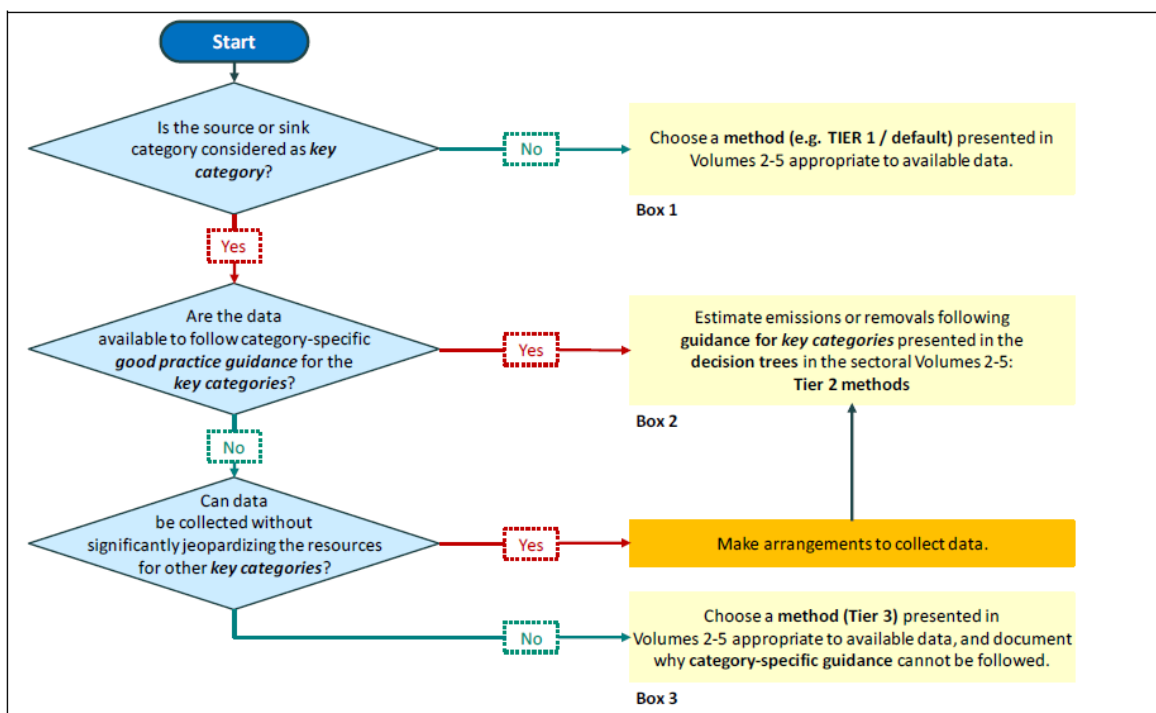 Start
Is the source or sink
category considered as key
category?
No
Choose a method (e.g. TIER 1 / default) presented in
Volumes 2-5 appropriate to available data.
Box 1
Yes
Are the data
available to follow category-specific
good practice guidance for the
key categories?
Yes
Estimate emissions or removals following
guidance for key categories presented in the
decision trees in the sectoral Volumes 2-5:
Tier 2 methods
Box 2
No
Can data
be collected without
significantly jeopardizing the resources
for other key categories?
Yes
Make arrangements to collect data.
No
Choose a method (Tier 3) presented in
Volumes 2-5 appropriate to available data, and document
why category-specific guidance cannot be followed.
Box 3